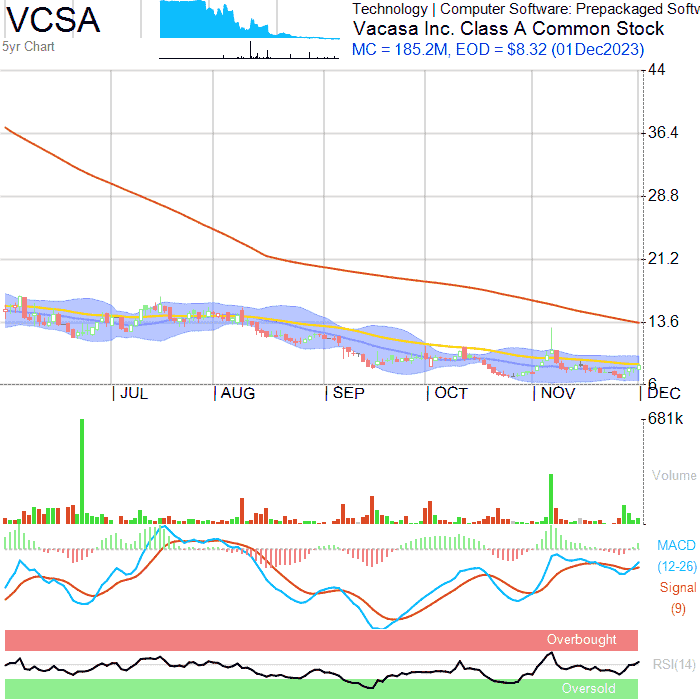 VCSA
5yr Chart
Technology | Computer Software: Prepackaged Softw
Vacasa Inc. Class A Common Stock
MC = 185.2M, EOD = $8.32 (01Dec2023)
44
36.4
28.8
21.2
13.6
6
JUL
AUG
SEP
OCT
NOV
DEC
681k
Volume
MACD
(12-26)
Signal
(9)
Overbought
RSI(14)
Oversold